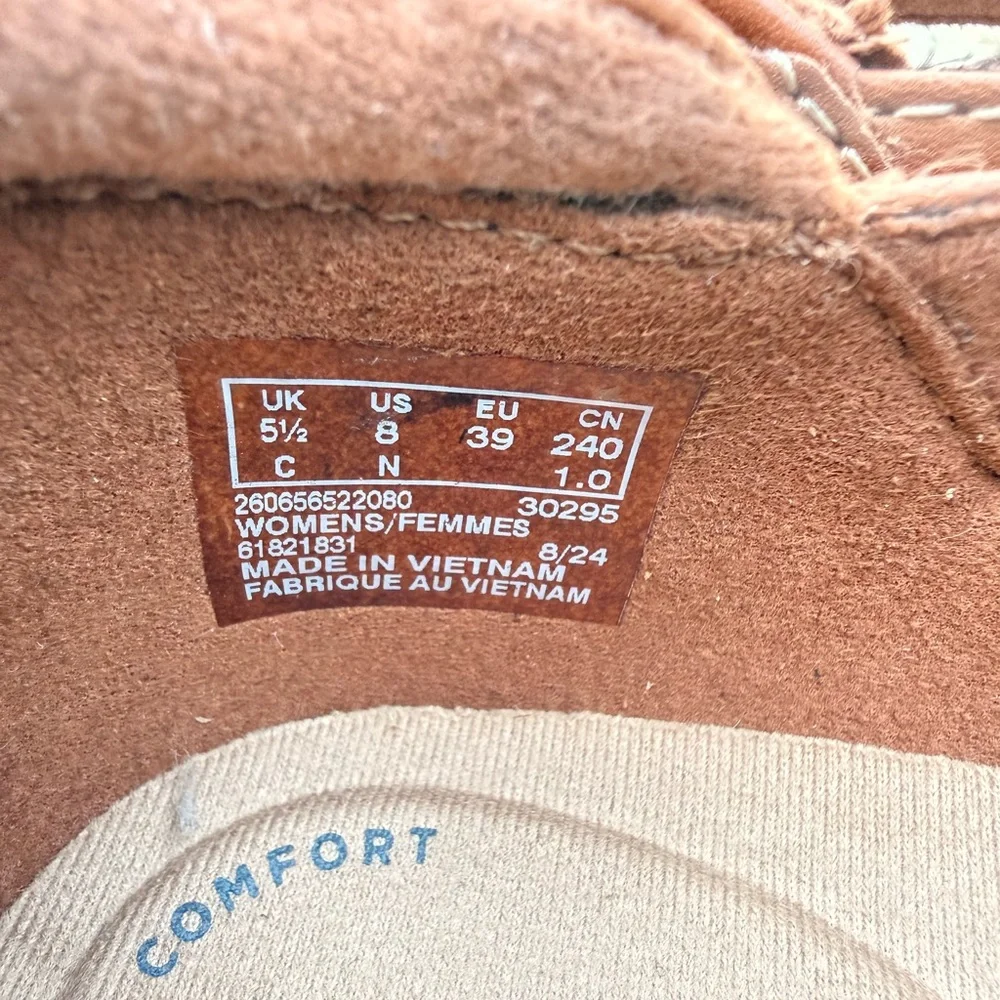 UK US EU CN
5½ 8 39 240
C N 1.0
260656522080 30295
WOMENS/FEMMES
61821831 8/24
MADE IN VIETNAM
FABRIQUE AU VIETNAM
COMFORT